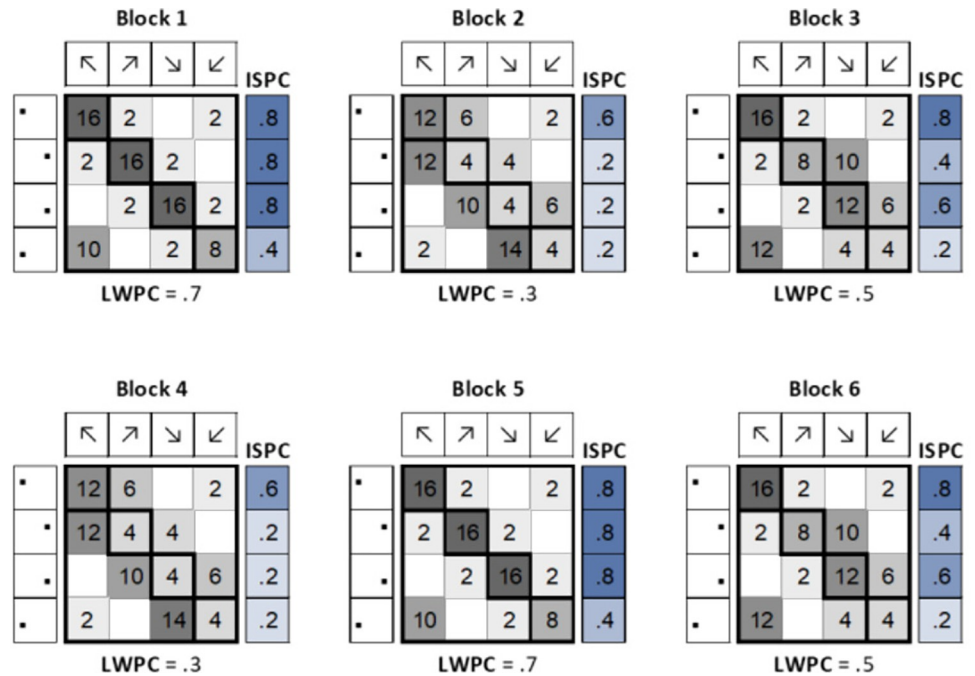 Block 1 Block 2 Block 3
↖ ↗ ↘ ↙ ISPC ↖ ↗ ↘ ↙ ISPC ↖ ↗ ↘ ↙ ISPC
16 2 2 .8 12 6 2 .6 16 2 2 .8
2 16 2 .8 12 4 4 .2 2 8 10 .4
2 16 2 .8 10 4 6 .2 2 12 6 .6
10 2 8 .4 2 14 4 .2 12 4 4 .2
LWPC = .7 LWPC = .3 LWPC = .5
Block 4 Block 5 Block 6
↖ ↗ ↘ ↙ ISPC ↖ ↗ ↘ ↙ ISPC ↖ ↗ ↘ ↙ ISPC
12 6 2 .6 16 2 2 .8 16 2 2 .8
12 4 4 .2 2 16 2 .8 2 8 10 .4
10 4 6 .2 2 16 2 .8 2 12 6 .6
2 14 4 .2 10 2 8 .4 12 4 4 .2
LWPC = .3 LWPC = .7 LWPC = .5